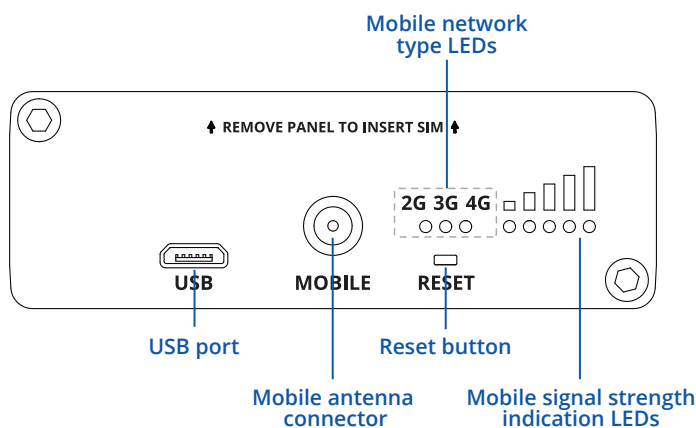 Mobile network
type LEDs
REMOVE PANEL TO INSERT SIM
2G 3G 4G
USB
MOBILE
RESET
USB port
Reset button
Mobile antenna
connector
Mobile signal strength
indication LEDs